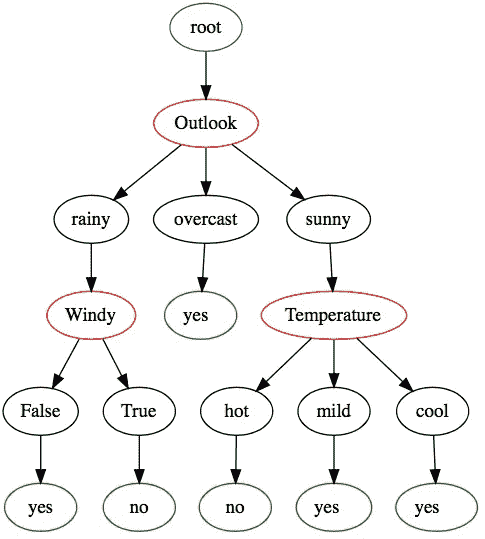 root
Outlook
rainy overcast sunny
Windy yes Temperature
False True hot mild cool
yes no no yes yes